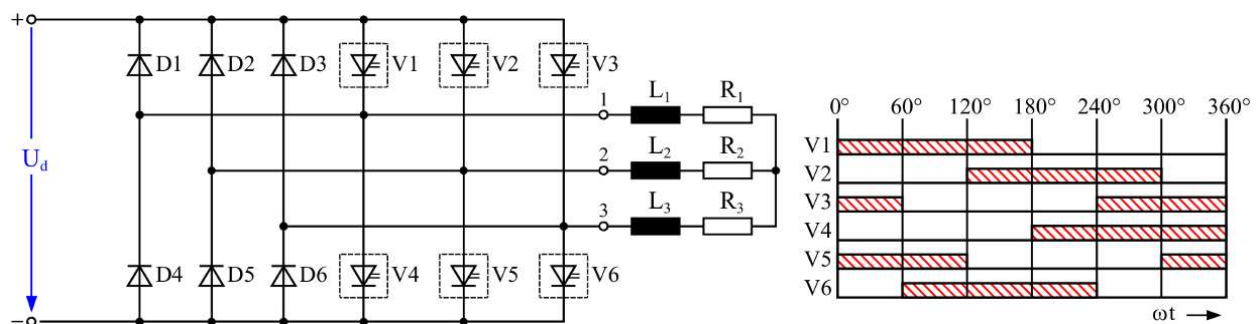 +
D1 D2 D3 V1 V2 V3
U_d
1 L₁ R₁
2 L₂ R₂
3 L₃ R₃
D4 D5 D6 V4 V5 V6
−
0° 60° 120° 180° 240° 300° 360°
V1
V2
V3
V4
V5
V6
ωt →